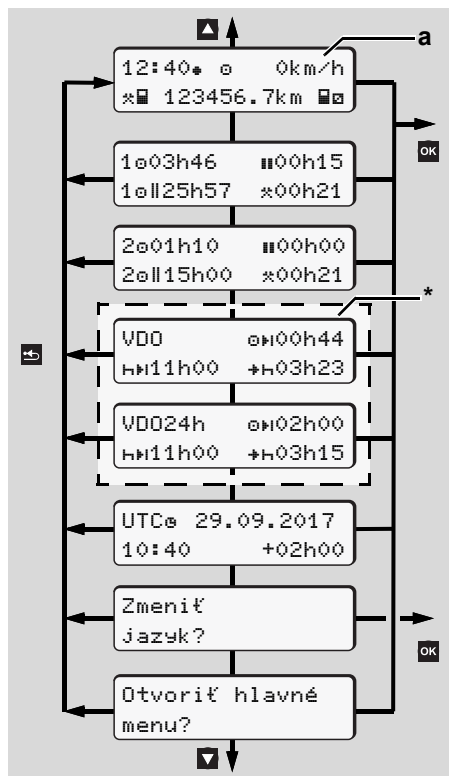 a
12:40 0km/h
123456.7km
OK
1 03h46 00h15
1 25h57 00h21
2 01h10 00h00
2 15h00 00h21
*
VDO 00h44
11h00 03h23
VDO24h 02h00
11h00 03h15
UTC 29.09.2017
10:40 +02h00
Zmeniť
jazyk?
OK
Otvoriť hlavné
menu?